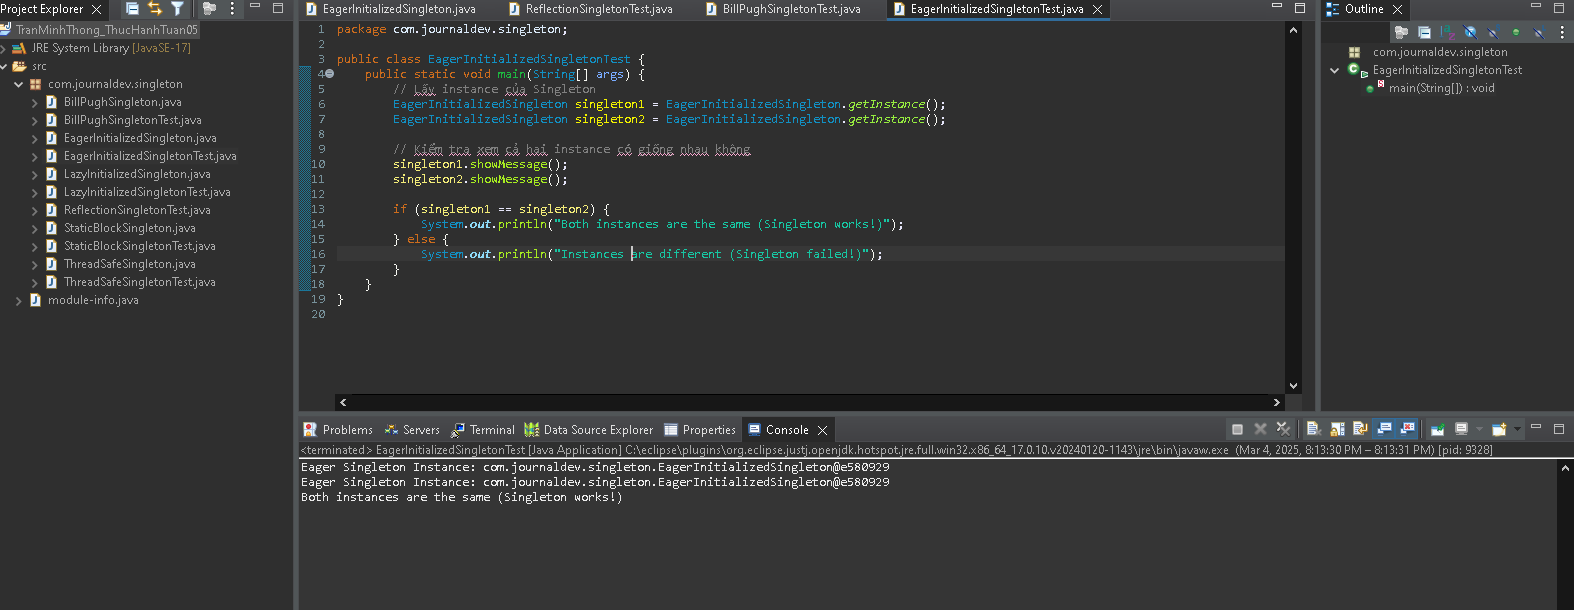 Project Explorer
TranMinhThong_ThucHanhTuan05
JRE System Library [JavaSE-17]
src
com.journaldev.singleton
BillPughSingleton.java
BillPughSingletonTest.java
EagerInitializedSingleton.java
EagerInitializedSingletonTest.java
LazyInitializedSingleton.java
LazyInitializedSingletonTest.java
ReflectionSingletonTest.java
StaticBlockSingleton.java
StaticBlockSingletonTest.java
ThreadSafeSingleton.java
ThreadSafeSingletonTest.java
module-info.java
EagerInitializedSingleton.java ReflectionSingletonTest.java BillPughSingletonTest.java EagerInitializedSingletonTest.java
1 package com.journaldev.singleton;
2
3 public class EagerInitializedSingletonTest {
4 public static void main(String[] args) {
5 // Lấy instance của Singleton
6 EagerInitializedSingleton singleton1 = EagerInitializedSingleton.getInstance();
7 EagerInitializedSingleton singleton2 = EagerInitializedSingleton.getInstance();
8
9 // Kiểm tra xem cả hai instance có giống nhau không
10 singleton1.showMessage();
11 singleton2.showMessage();
12
13 if (singleton1 == singleton2) {
14 System.out.println("Both instances are the same (Singleton works!)");
15 } else {
16 System.out.println("Instances are different (Singleton failed!)");
17 }
18 }
19 }
20
Outline
com.journaldev.singleton
EagerInitializedSingletonTest
main(String[]) : void
Problems Servers Terminal Data Source Explorer Properties Console
<terminated> EagerInitializedSingletonTest [Java Application] C:\eclipse\plugins\org.eclipse.justj.openjdk.hotspot.jre.full.win32.x86_64_17.0.10.v20240120-1143\jre\bin\javaw.exe (Mar 4, 2025, 8:13:30 PM – 8:13:31 PM) [pid: 9328]
Eager Singleton Instance: com.journaldev.singleton.EagerInitializedSingleton@e580929
Eager Singleton Instance: com.journaldev.singleton.EagerInitializedSingleton@e580929
Both instances are the same (Singleton works!)